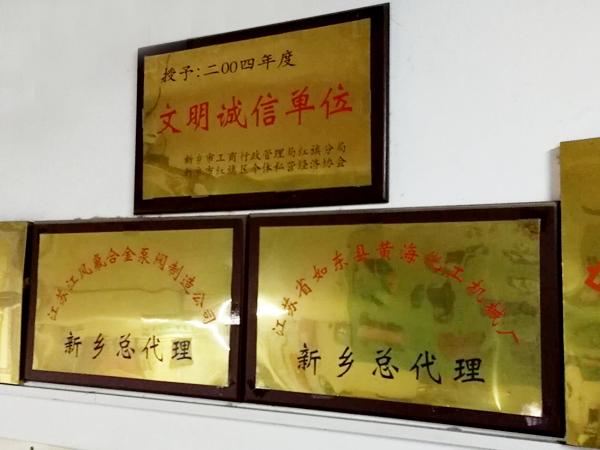 授予:二00四年度
文明诚信单位
新乡市工商行政管理局红旗分局
新乡市红旗区个体私营经济协会
江苏江凤氟合金泵阀制造公司
新乡总代理
江苏省如东县黄海化工机械厂
新乡总代理